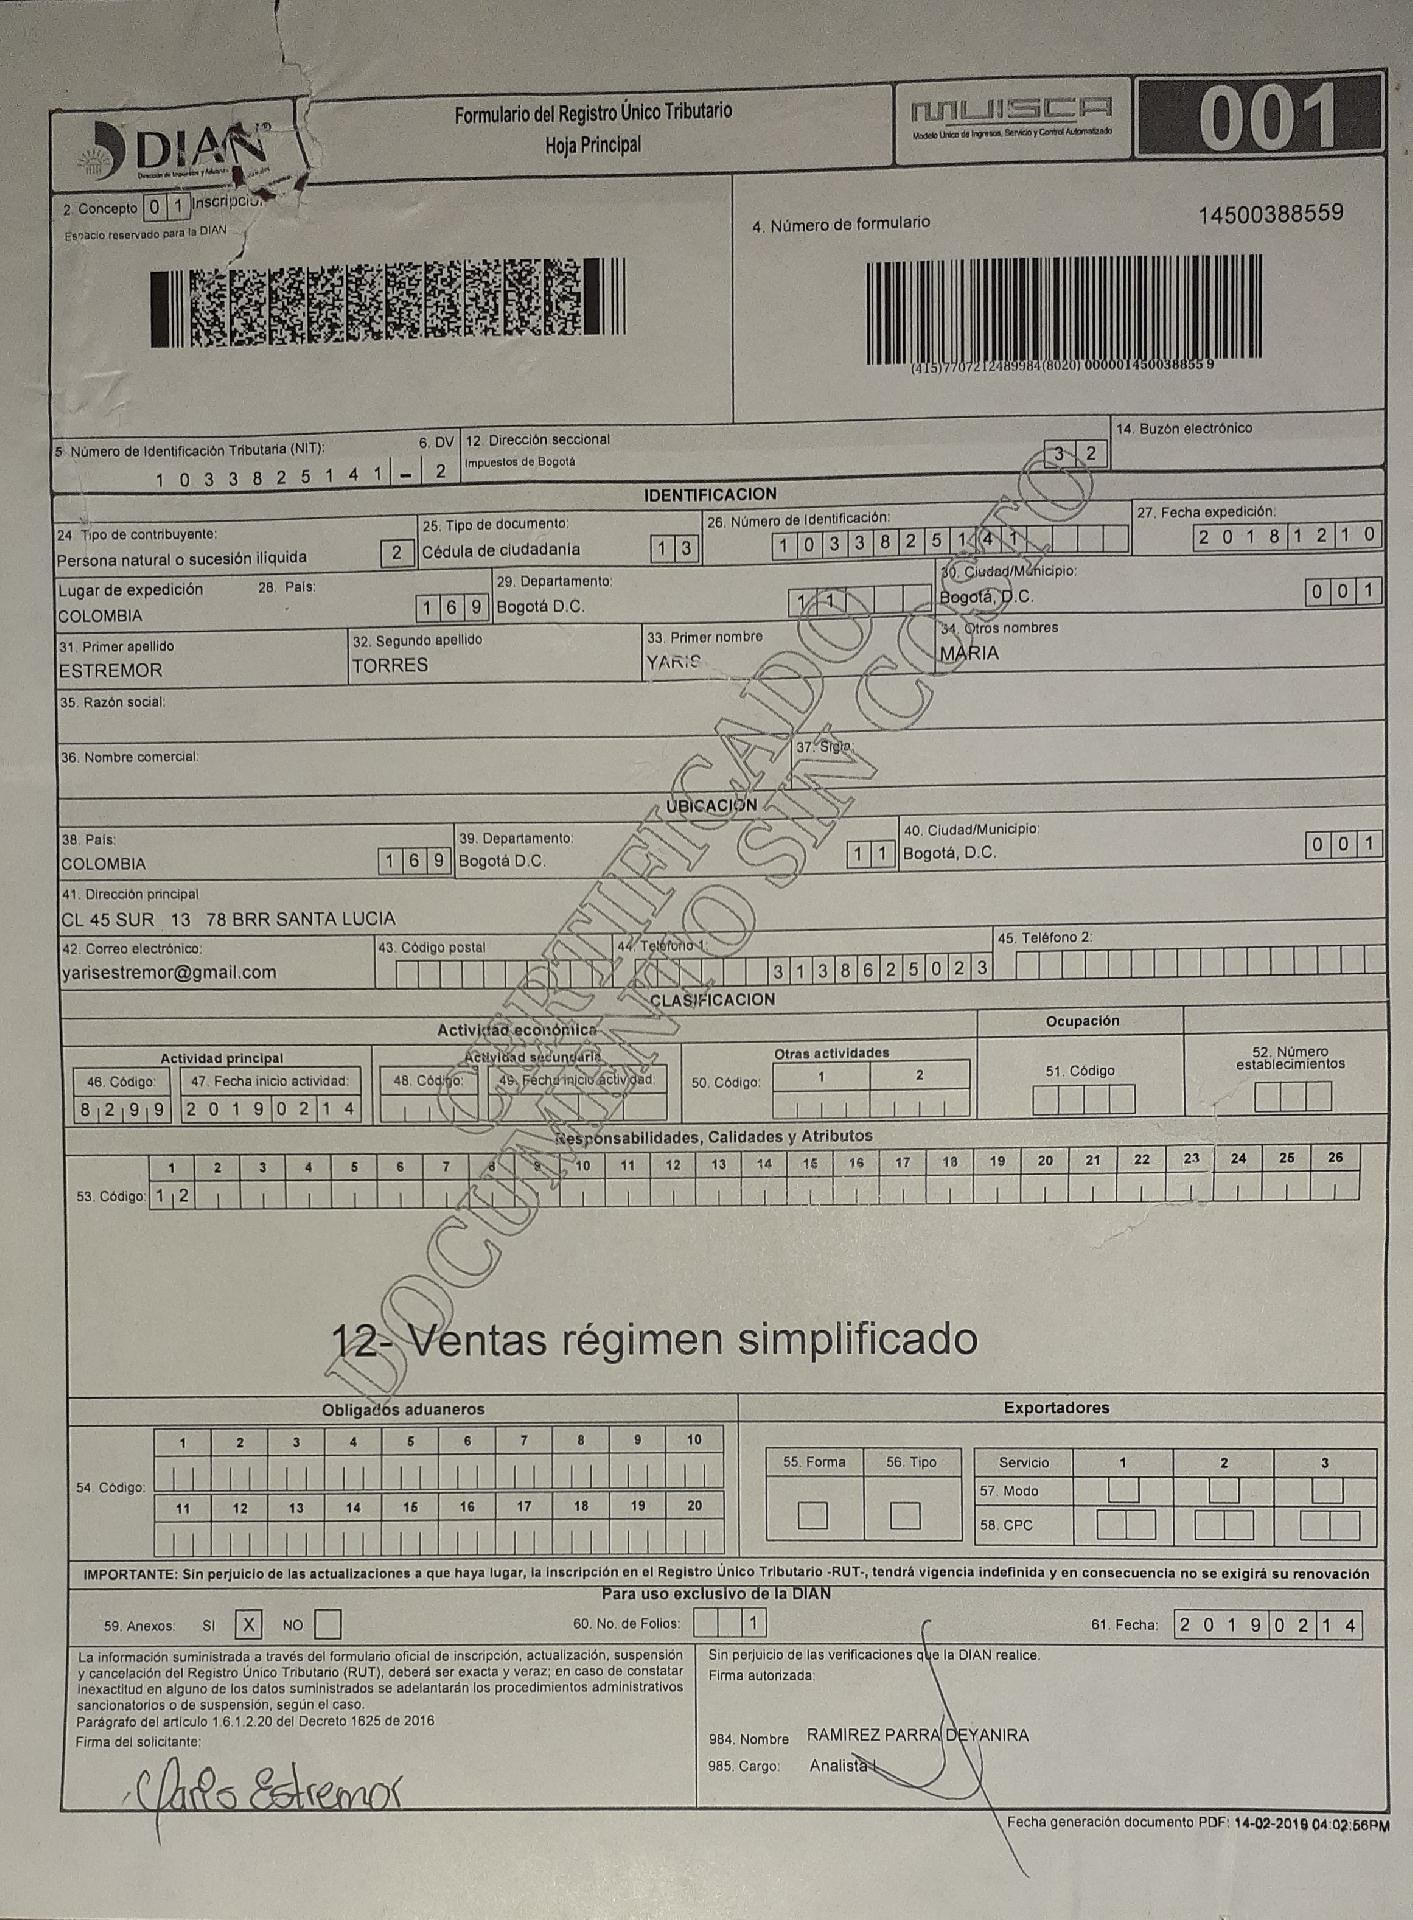 DIAN®
Dirección de Impuestos y Aduanas
Formulario del Registro Único Tributario
Hoja Principal
MUISCA
Modelo Único de Ingresos, Servicio y Control Automatizado
001
2. Concepto 0 1 Inscripción
Espacio reservado para la DIAN
4. Número de formulario 14500388559
(415)7707212489984(8020) 000001450038855 9
5. Número de Identificación Tributaria (NIT): 6. DV 12. Dirección seccional 14. Buzón electrónico
1 0 3 3 8 2 5 1 4 1 - 2 Impuestos de Bogotá 3 2
IDENTIFICACION
24. Tipo de contribuyente: 25. Tipo de documento: 26. Número de Identificación: 27. Fecha expedición:
Persona natural o sucesión ilíquida 2 Cédula de ciudadanía 1 3 1 0 3 3 8 2 5 1 4 1 2 0 1 8 1 2 1 0
Lugar de expedición 28. País: 29. Departamento: 30. Ciudad/Municipio:
COLOMBIA 1 6 9 Bogotá D.C. 1 1 Bogotá, D.C. 0 0 1
31. Primer apellido 32. Segundo apellido 33. Primer nombre 34. Otros nombres
ESTREMOR TORRES YARIS MARIA
35. Razón social:
36. Nombre comercial: 37. Sigla:
UBICACIÓN
38. País: 39. Departamento: 40. Ciudad/Municipio:
COLOMBIA 1 6 9 Bogotá D.C. 1 1 Bogotá, D.C. 0 0 1
41. Dirección principal
CL 45 SUR 13 78 BRR SANTA LUCIA
42. Correo electrónico: 43. Código postal 44. Teléfono 1: 45. Teléfono 2:
yarisestremor@gmail.com 3 1 3 8 6 2 5 0 2 3
CLASIFICACION
Actividad económica Ocupación
Actividad principal Actividad secundaria Otras actividades 52. Número establecimientos
46. Código: 47. Fecha inicio actividad: 48. Código: 49. Fecha inicio actividad: 50. Código: 1 2 51. Código
8 2 9 9 2 0 1 9 0 2 1 4
Responsabilidades, Calidades y Atributos
1 2 3 4 5 6 7 8 9 10 11 12 13 14 15 16 17 18 19 20 21 22 23 24 25 26
53. Código: 1 2
12- Ventas régimen simplificado
CERTIFICADO
DOCUMENTO SIN COSTO
Obligados aduaneros Exportadores
1 2 3 4 5 6 7 8 9 10
54. Código:
11 12 13 14 15 16 17 18 19 20
55. Forma 56. Tipo Servicio 1 2 3
57. Modo
58. CPC
IMPORTANTE: Sin perjuicio de las actualizaciones a que haya lugar, la inscripción en el Registro Único Tributario -RUT-, tendrá vigencia indefinida y en consecuencia no se exigirá su renovación
Para uso exclusivo de la DIAN
59. Anexos: SI X NO 60. No. de Folios: 1 61. Fecha: 2 0 1 9 0 2 1 4
La información suministrada a través del formulario oficial de inscripción, actualización, suspensión
y cancelación del Registro Único Tributario (RUT), deberá ser exacta y veraz; en caso de constatar
inexactitud en alguno de los datos suministrados se adelantarán los procedimientos administrativos
sancionatorios o de suspensión, según el caso.
Parágrafo del artículo 1.6.1.2.20 del Decreto 1625 de 2016
Firma del solicitante:
Yaris Estremor
Sin perjuicio de las verificaciones que la DIAN realice.
Firma autorizada:
984. Nombre RAMIREZ PARRA DEYANIRA
985. Cargo: Analista I
Fecha generación documento PDF: 14-02-2019 04:02:56PM